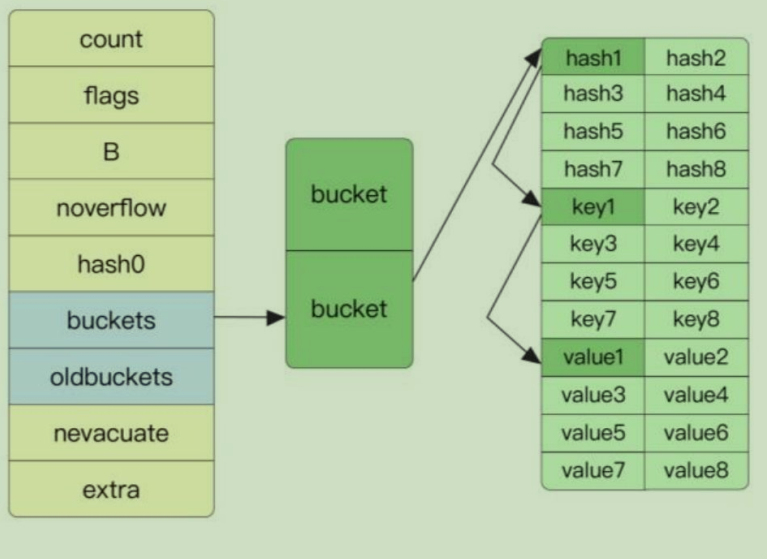 count
flags
B
noverflow
hash0
buckets
oldbuckets
nevacuate
extra
bucket
bucket
hash1 hash2
hash3 hash4
hash5 hash6
hash7 hash8
key1 key2
key3 key4
key5 key6
key7 key8
value1 value2
value3 value4
value5 value6
value7 value8